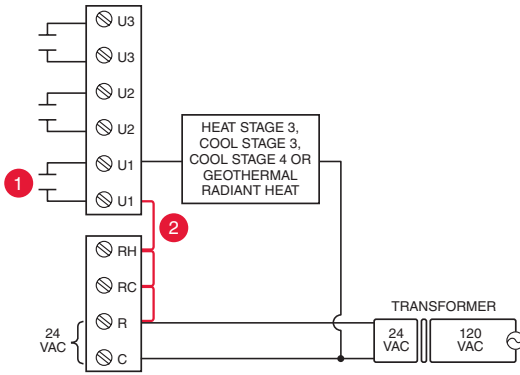 U3
U3
U2
U2
U1
U1
1
2
HEAT STAGE 3,
COOL STAGE 3,
COOL STAGE 4 OR
GEOTHERMAL
RADIANT HEAT
RH
RC
R
C
24
VAC
TRANSFORMER
24
VAC
120
VAC